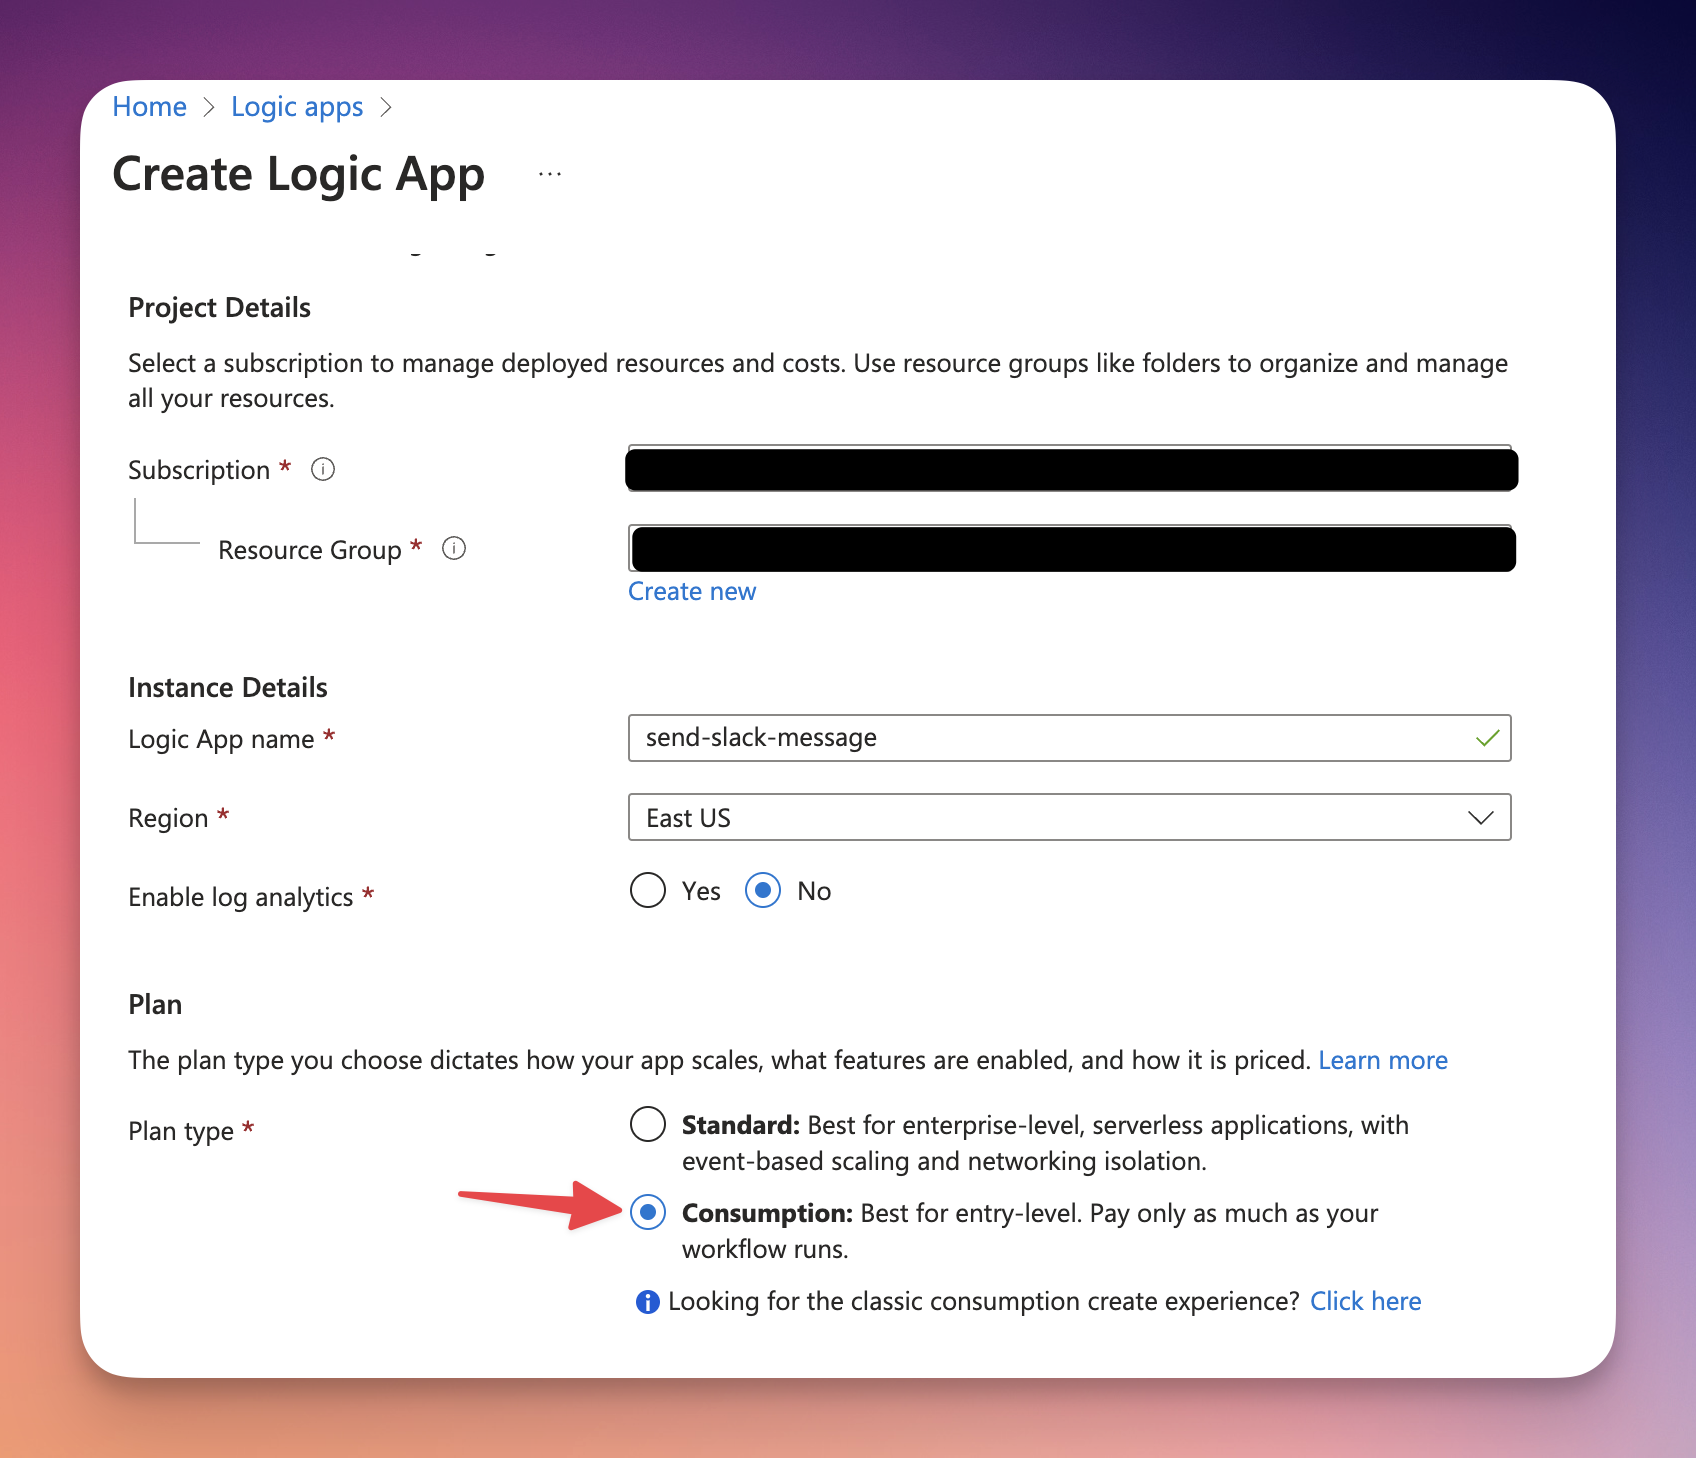 Home > Logic apps >
Create Logic App ...
Project Details
Select a subscription to manage deployed resources and costs. Use resource groups like folders to organize and manage
all your resources.
Subscription *
Resource Group *
Create new
Instance Details
Logic App name * send-slack-message
Region * East US
Enable log analytics * Yes No
Plan
The plan type you choose dictates how your app scales, what features are enabled, and how it is priced. Learn more
Plan type * Standard: Best for enterprise-level, serverless applications, with
event-based scaling and networking isolation.
Consumption: Best for entry-level. Pay only as much as your
workflow runs.
Looking for the classic consumption create experience? Click here